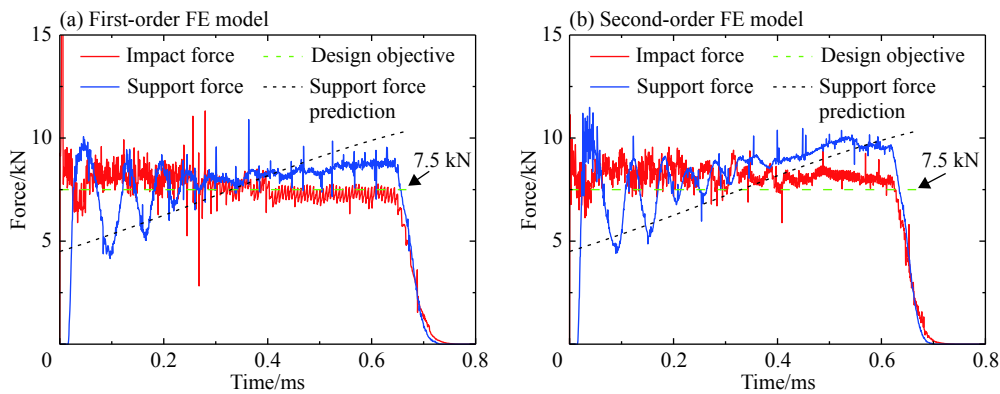 (a) First-order FE model
15
Impact force
Design objective
Support force
Support force
prediction
10
7.5 kN
Force/kN
5
0
0.2
0.4
0.6
0.8
Time/ms
(b) Second-order FE model
15
Impact force
Design objective
Support force
Support force
prediction
10
7.5 kN
Force/kN
5
0
0.2
0.4
0.6
0.8
Time/ms